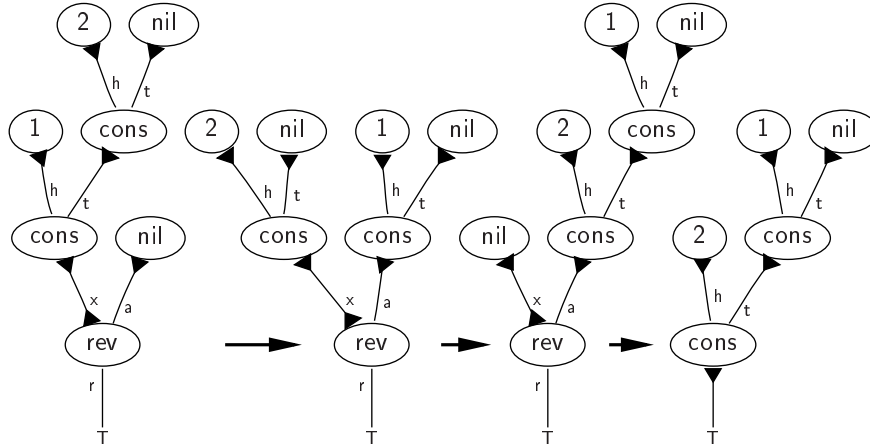 2 nil 1 nil
h t h t
1 cons 2 nil 1 nil 2 cons 1 nil
h t h t h t h t h t
cons nil cons cons nil cons 2 cons
x a x a x a h t
rev rev rev cons
r r r
T T T T